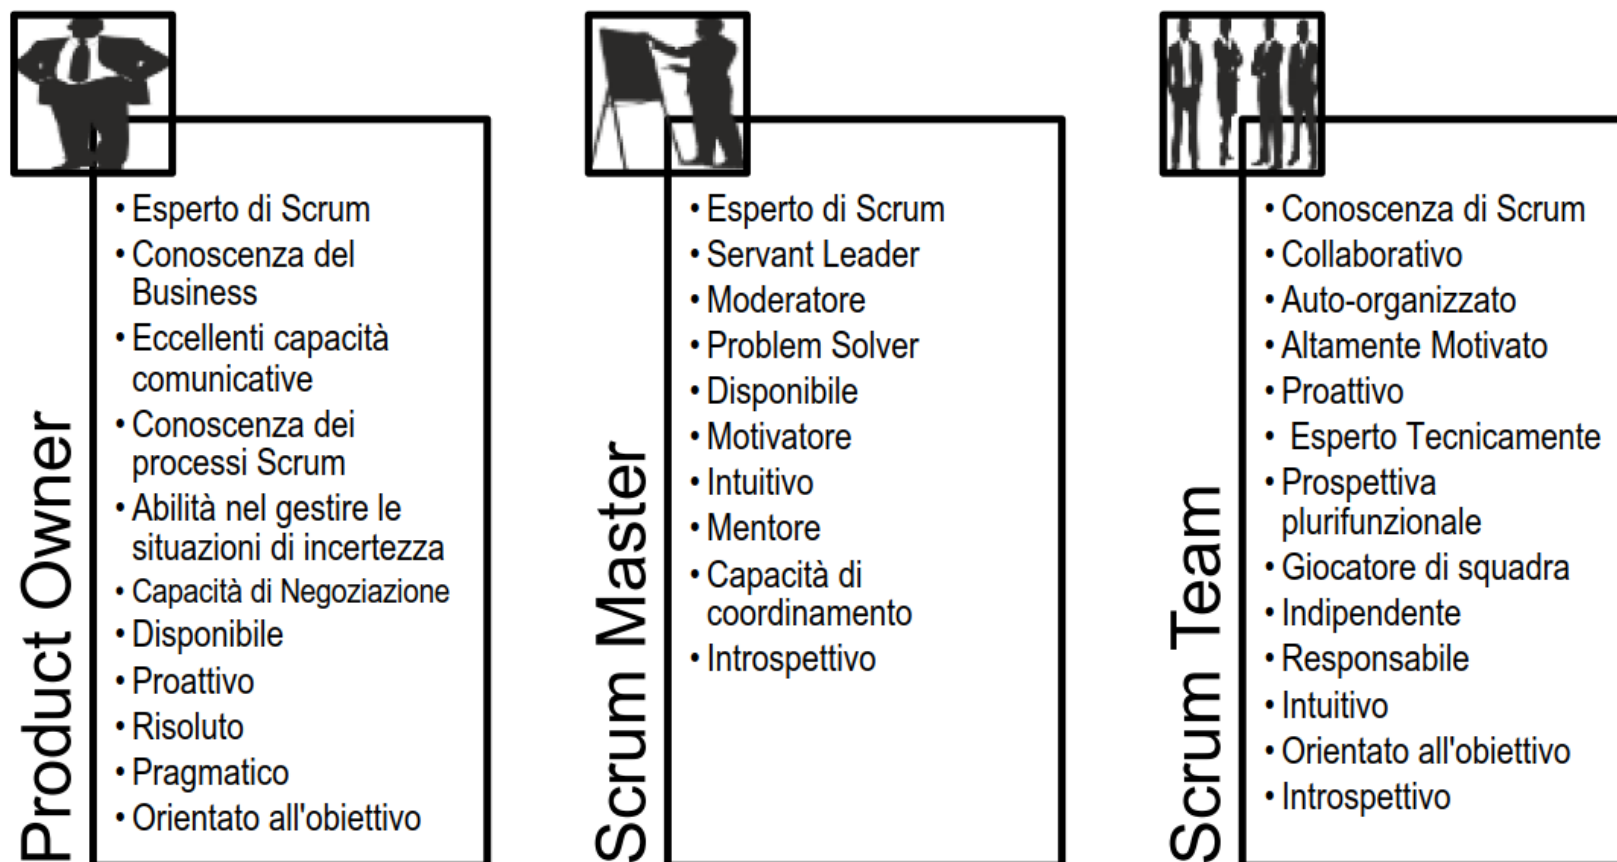 Product Owner
• Esperto di Scrum
• Conoscenza del
Business
• Eccellenti capacità
comunicative
• Conoscenza dei
processi Scrum
• Abilità nel gestire le
situazioni di incertezza
• Capacità di Negoziazione
• Disponibile
• Proattivo
• Risoluto
• Pragmatico
• Orientato all'obiettivo
Scrum Master
• Esperto di Scrum
• Servant Leader
• Moderatore
• Problem Solver
• Disponibile
• Motivatore
• Intuitivo
• Mentore
• Capacità di
coordinamento
• Introspettivo
Scrum Team
• Conoscenza di Scrum
• Collaborativo
• Auto-organizzato
• Altamente Motivato
• Proattivo
• Esperto Tecnicamente
• Prospettiva
plurifunzionale
• Giocatore di squadra
• Indipendente
• Responsabile
• Intuitivo
• Orientato all'obiettivo
• Introspettivo